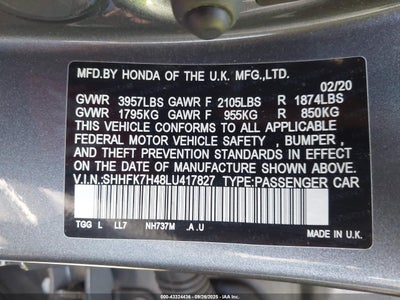 MFD.BY HONDA OF THE U.K. MFG.,LTD.
02/20
GVWR 3957LBS GAWR F 2105LBS R 1874LBS
GVWR 1795KG GAWR F 955KG R 850KG
THIS VEHICLE CONFORMS TO ALL APPLICABLE
FEDERAL MOTOR VEHICLE SAFETY , BUMPER ,
AND THEFT PREVENTION STANDARDS IN
EFFECT ON THE DATE OF MANUFACTURE
SHOWN ABOVE.
V.I.N:SHHFK7H48LU417827 TYPE:PASSENGER CAR
TGG L LL7 NH737M .A .U MADE IN U.K.
000-43324436 - 09/26/2025 - IAAI.COM